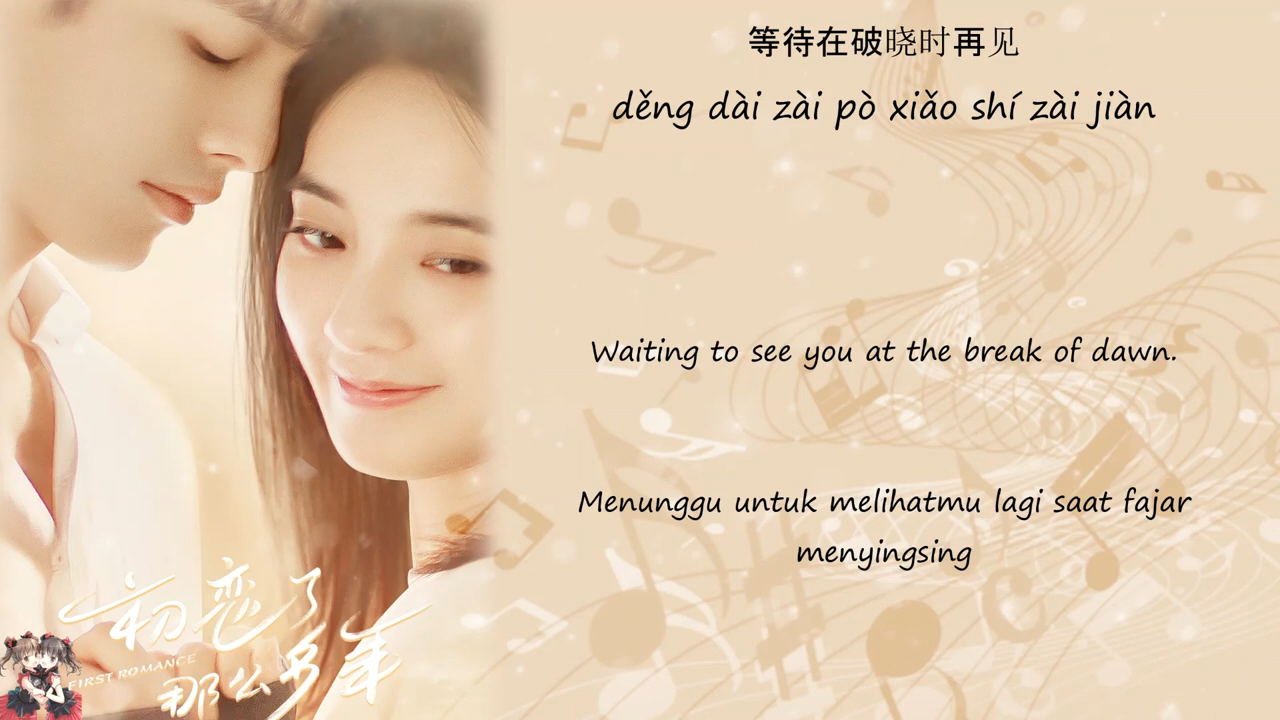 等待在破晓时再见
děng dài zài pò xiǎo shí zài jiàn
Waiting to see you at the break of dawn.
Menunggu untuk melihatmu lagi saat fajar
menyingsing
初恋了
FIRST ROMANCE
那么多年